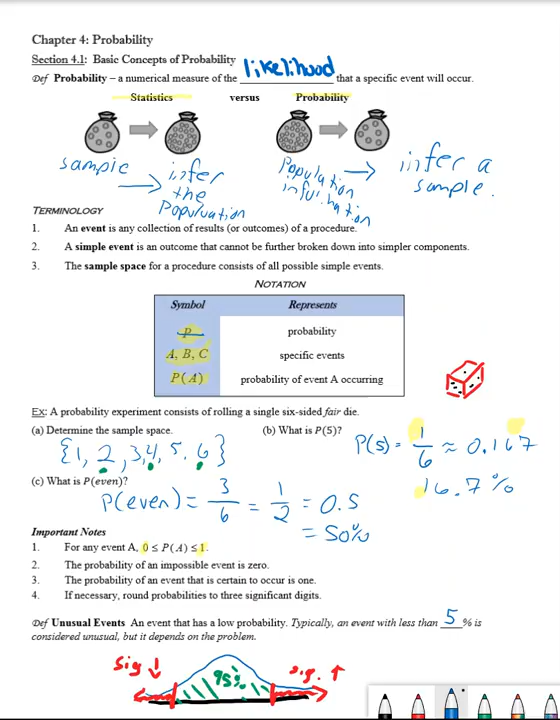 Chapter 4: Probability
Section 4.1: Basic Concepts of Probability
Def Probability – a numerical measure of the likelihood that a specific event will occur.
Statistics versus Probability
sample → infer the Populuation
Population information → infer a sample.
TERMINOLOGY
1. An event is any collection of results (or outcomes) of a procedure.
2. A simple event is an outcome that cannot be further broken down into simpler components.
3. The sample space for a procedure consists of all possible simple events.
NOTATION
Symbol Represents
P probability
A, B, C specific events
P(A) probability of event A occurring
Ex: A probability experiment consists of rolling a single six-sided fair die.
(a) Determine the sample space. (b) What is P(5)?
{1, 2, 3, 4, 5, 6} P(5) = 1/6 ≈ 0.167
16.7%
(c) What is P(even)?
P(even) = 3/6 = 1/2 = 0.5
= 50%
Important Notes
1. For any event A, 0 ≤ P(A) ≤ 1.
2. The probability of an impossible event is zero.
3. The probability of an event that is certain to occur is one.
4. If necessary, round probabilities to three significant digits.
Def Unusual Events An event that has a low probability. Typically, an event with less than 5 % is
considered unusual, but it depends on the problem.
Sig ↓ 95% sig. ↑